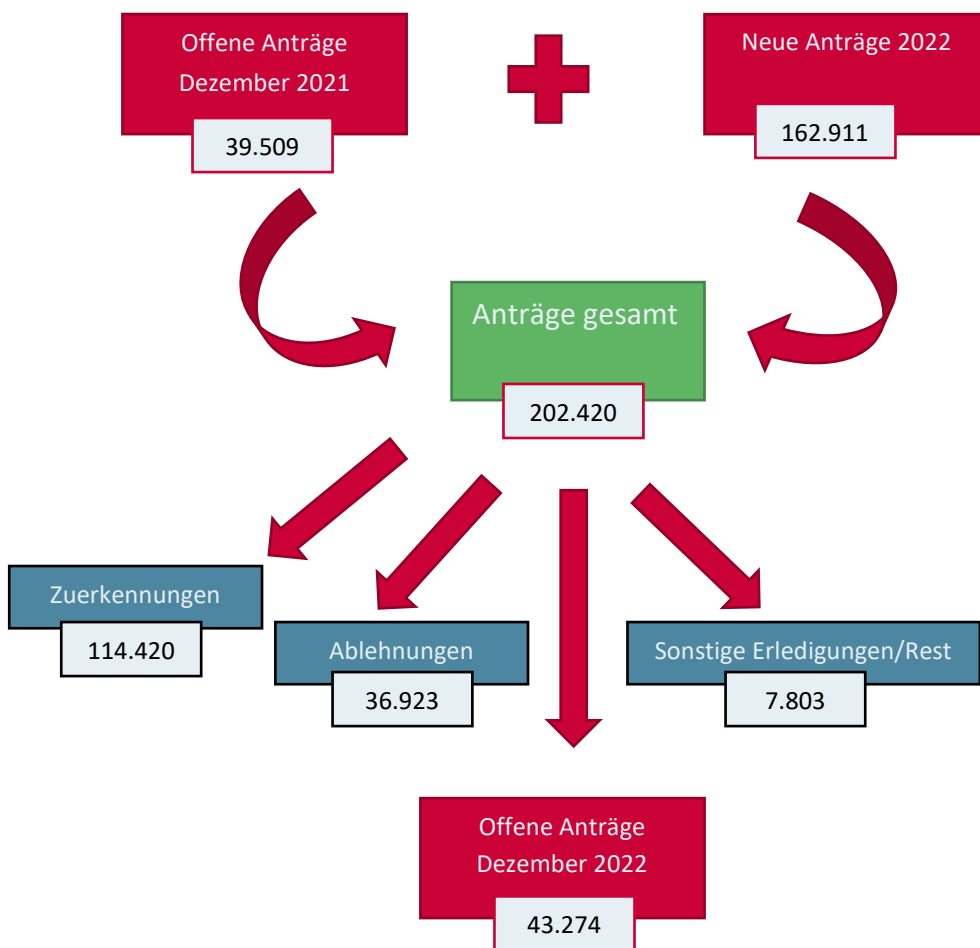 Offene Anträge
Dezember 2021
39.509
Neue Anträge 2022
162.911
Anträge gesamt
202.420
Zuerkennungen
114.420
Ablehnungen
36.923
Sonstige Erledigungen/Rest
7.803
Offene Anträge
Dezember 2022
43.274